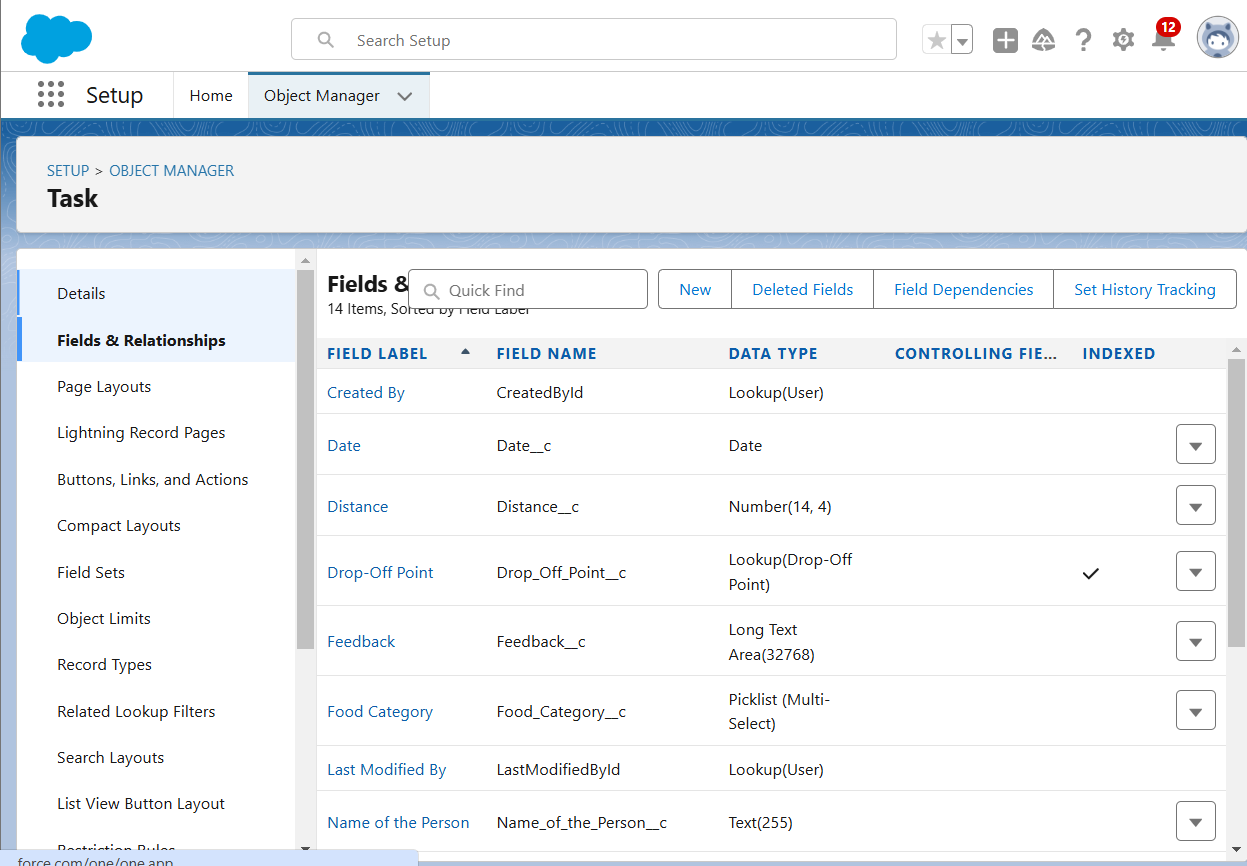 Search Setup
12
Setup
Home
Object Manager
SETUP > OBJECT MANAGER
Task
Details
Fields & Relationships
Page Layouts
Lightning Record Pages
Buttons, Links, and Actions
Compact Layouts
Field Sets
Object Limits
Record Types
Related Lookup Filters
Search Layouts
List View Button Layout
Restriction Rules
force.com/one/one.app
Fields &
14 Items, Sorted by Field Label
Quick Find
New
Deleted Fields
Field Dependencies
Set History Tracking
FIELD LABEL FIELD NAME DATA TYPE CONTROLLING FIE... INDEXED
Created By CreatedById Lookup(User)
Date Date__c Date
Distance Distance__c Number(14, 4)
Drop-Off Point Drop_Off_Point__c Lookup(Drop-Off
Point)
Feedback Feedback__c Long Text
Area(32768)
Food Category Food_Category__c Picklist (Multi-
Select)
Last Modified By LastModifiedById Lookup(User)
Name of the Person Name_of_the_Person__c Text(255)